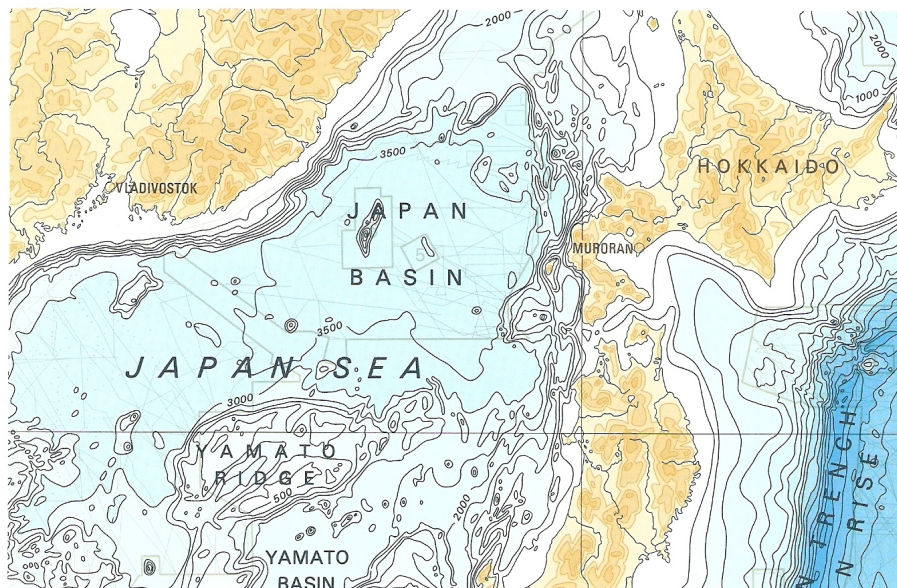 2000
2000
1000
3500
HOKKAIDO
VLADIVOSTOK
JAPAN
MURORAN
5
BASIN
3500
JAPAN SEA
3000
YAMATO
RIDGE
500
2000
TRENCH
RISE
YAMATO
BASIN